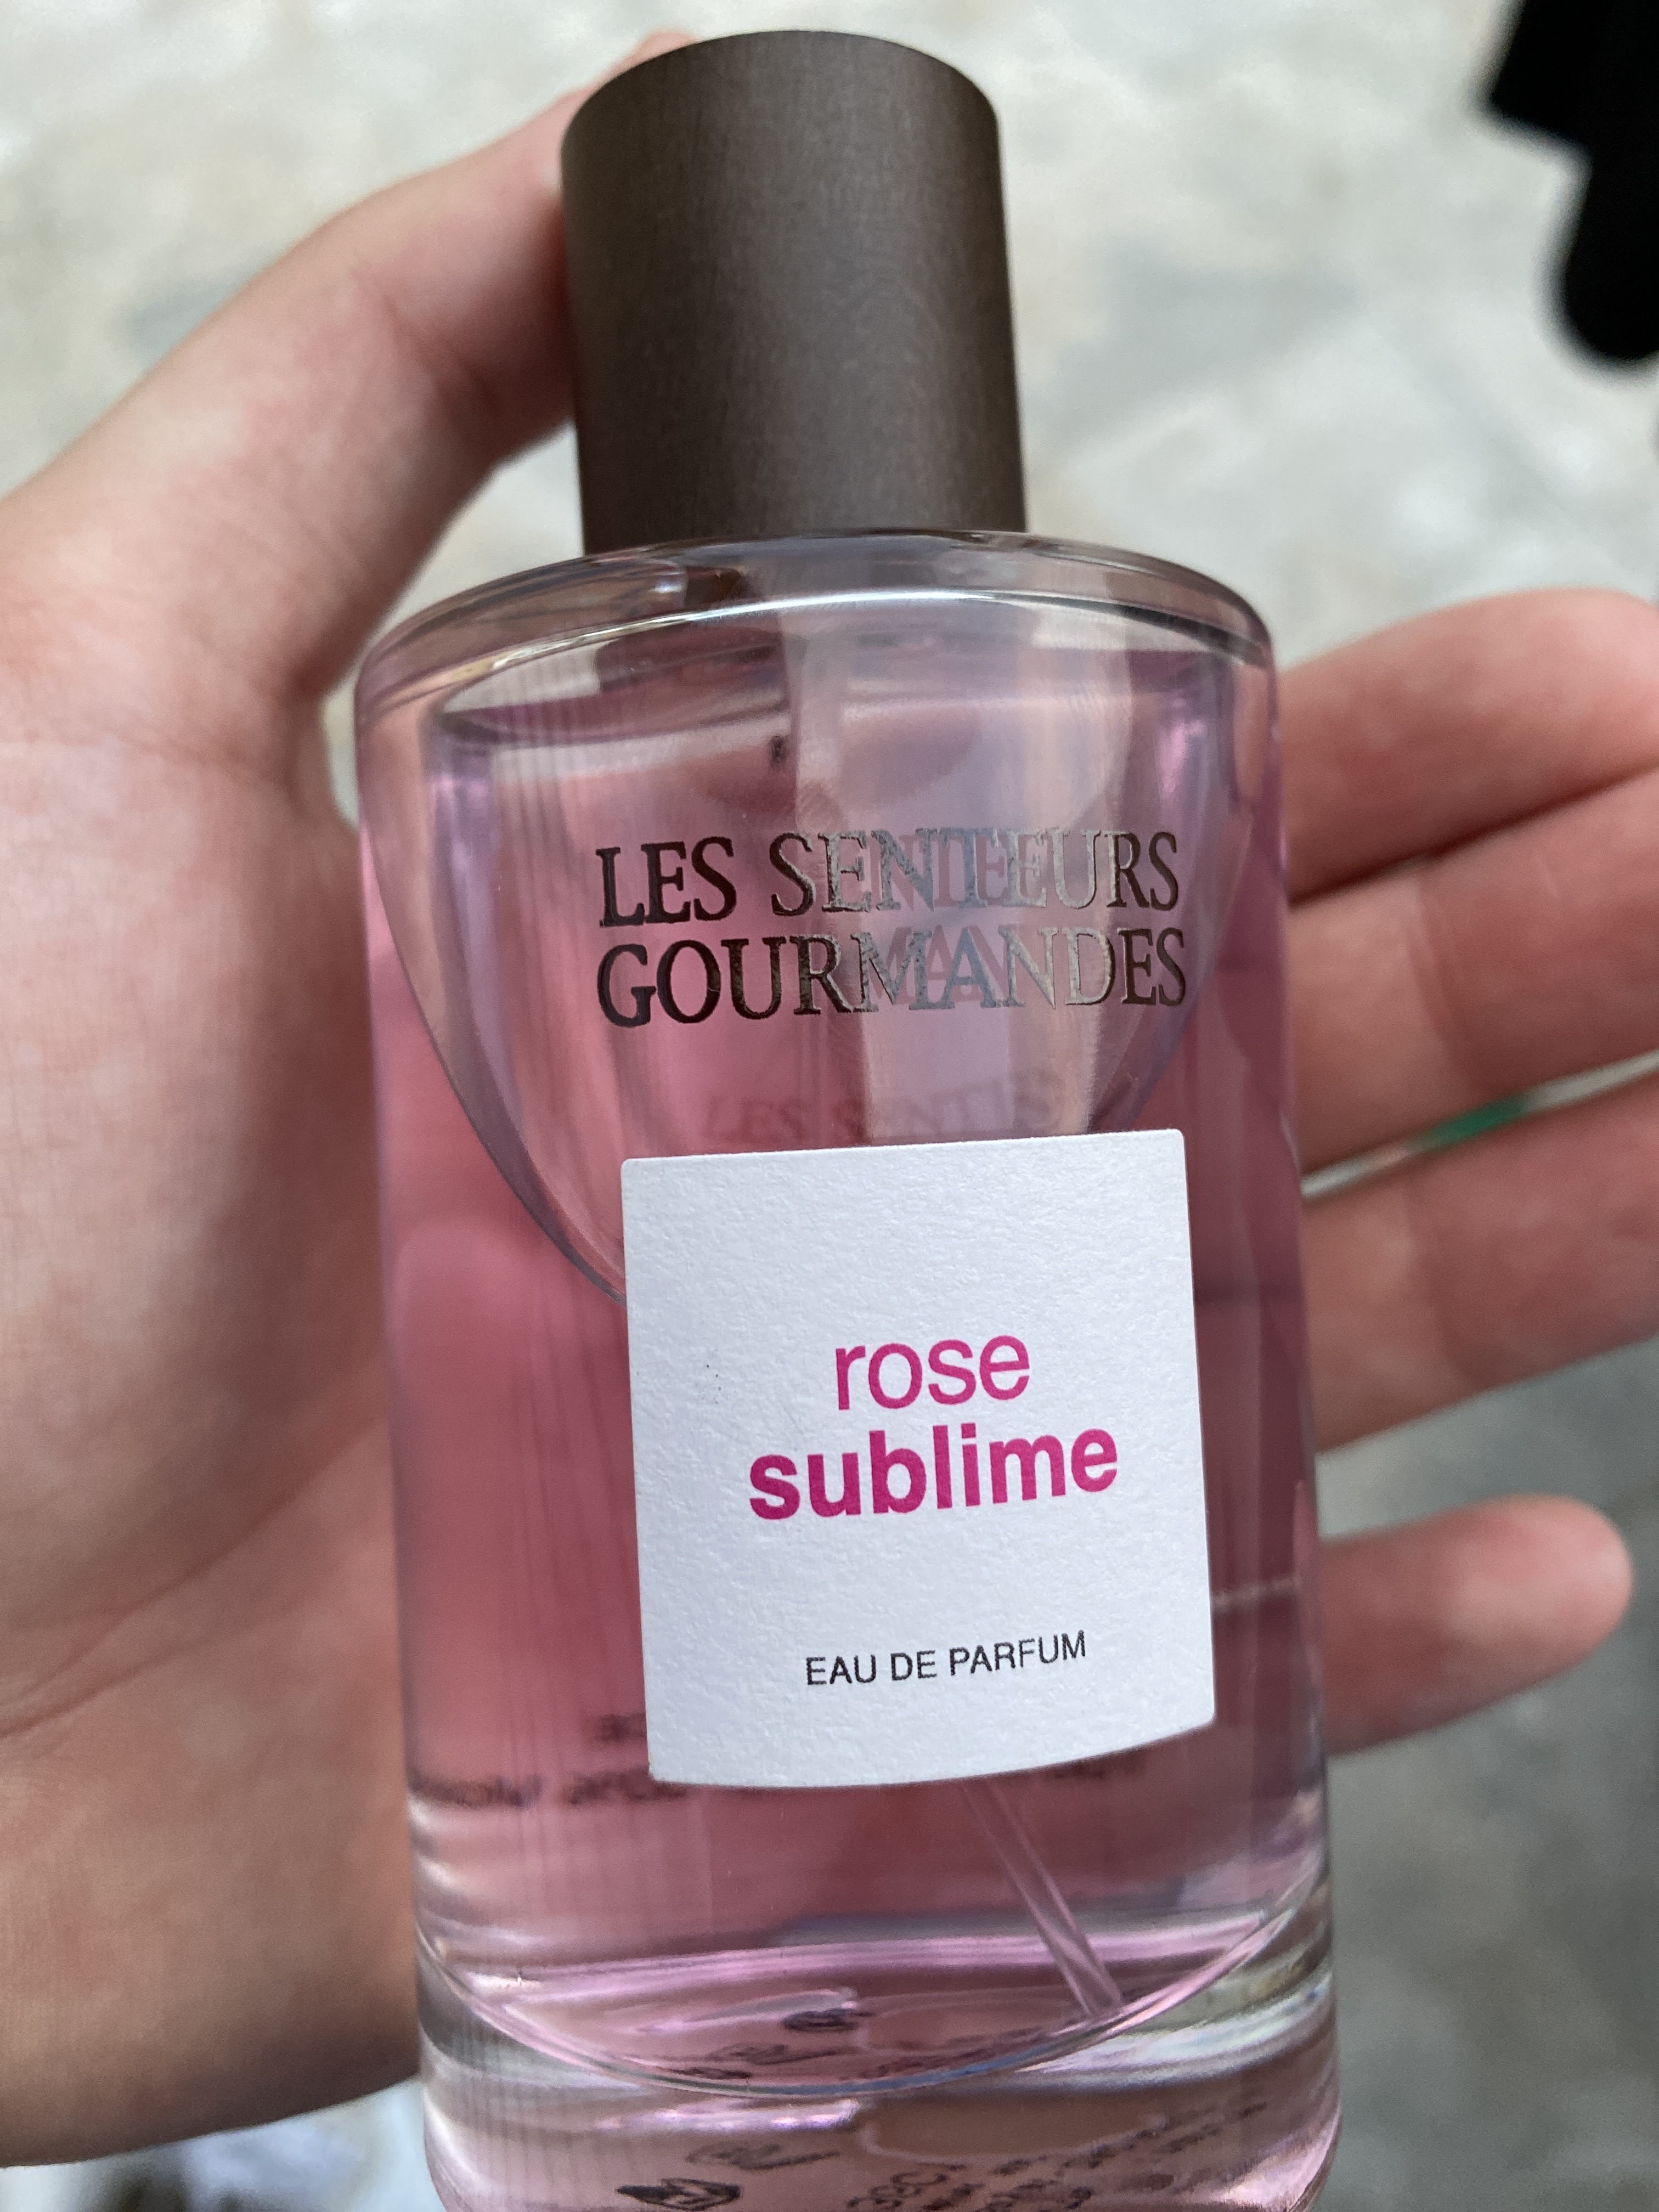 LES SENTEURS
GOURMANDES
rose
sublime
EAU DE PARFUM